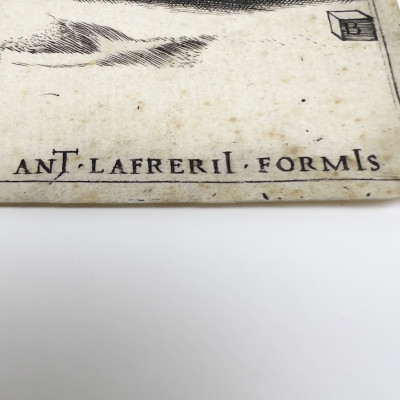 B
ANT · LAFRERII · FORMIS